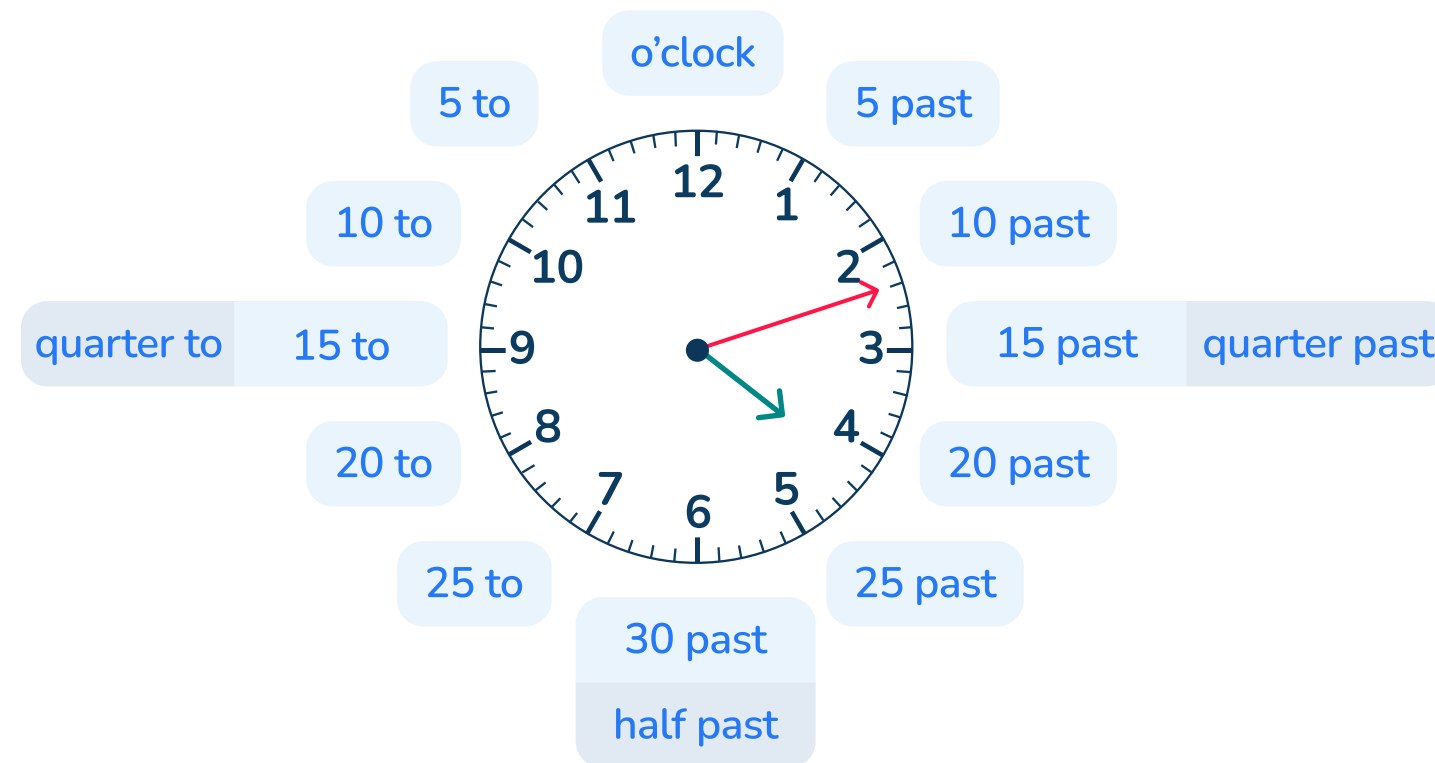 o’clock
5 to
5 past
12
11
1
10 to
10 past
10
2
quarter to
15 to
9
3
15 past
quarter past
8
4
20 to
20 past
7
5
6
25 to
25 past
30 past
half past